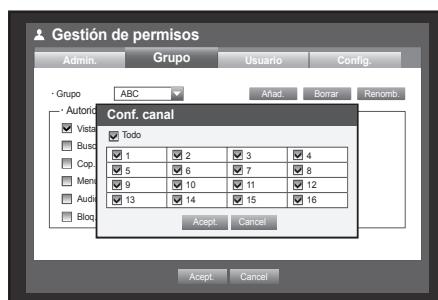 Gestión de permisos
Admin. Grupo Usuario Config.
· Grupo ABC Añad. Borrar Renomb.
· Autorid
Conf. canal
Vista
Todo
Busc
1 2 3 4
Cop.
5 6 7 8
Menú
9 10 11 12
Audio
13 14 15 16
Bloq.
Acept. Cancel
Acept. Cancel